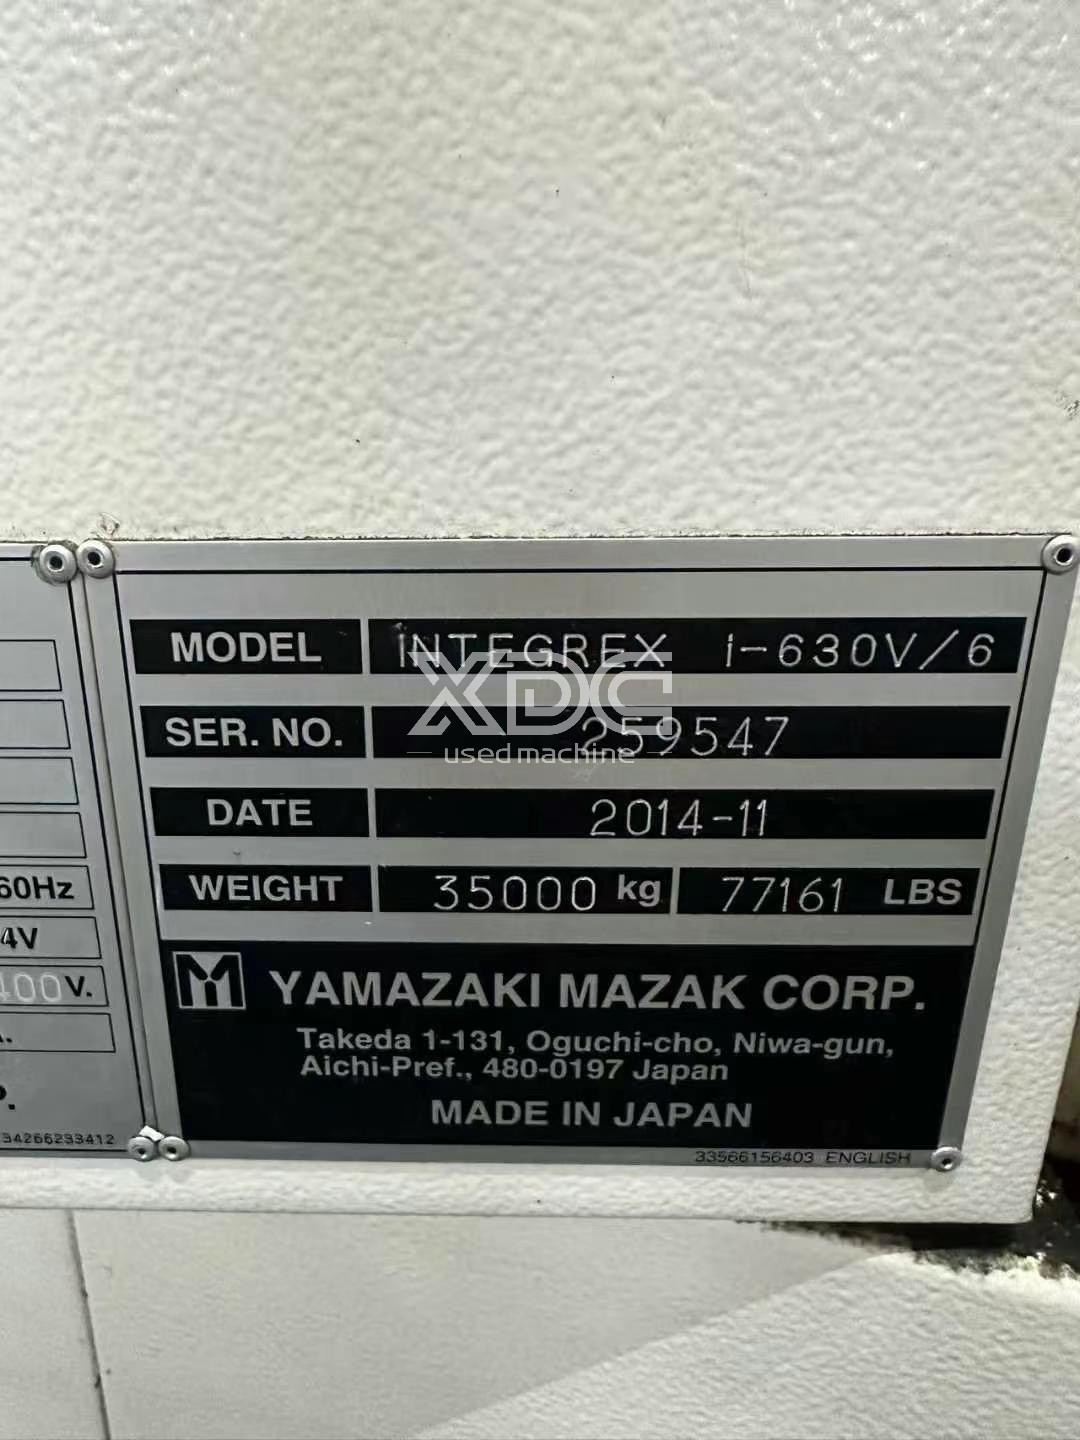 MODEL INTEGREX i-630V/6
SER. NO. 259547
DATE 2014-11
WEIGHT 35000 kg 77161 LBS
YAMAZAKI MAZAK CORP.
Takeda 1-131, Oguchi-cho, Niwa-gun,
Aichi-Pref., 480-0197 Japan
MADE IN JAPAN
33566156403 ENGLISH
60Hz
4V
400V.
A.
P.
34266233412
XDC
used machine